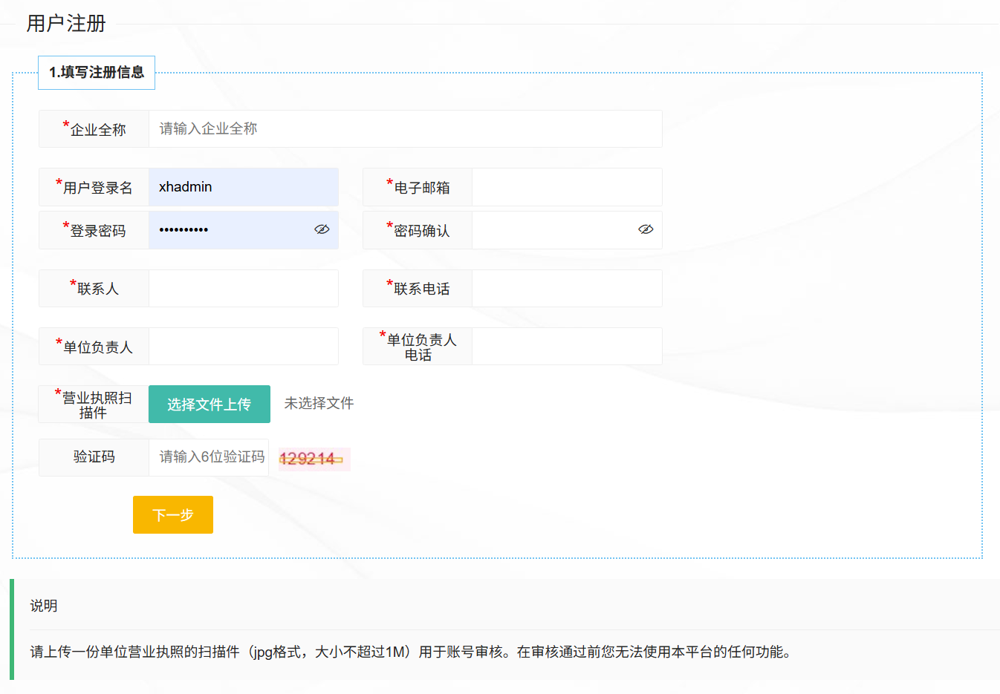 用户注册
1.填写注册信息
*企业全称 请输入企业全称
*用户登录名 xhadmin *电子邮箱
*登录密码 •••••••••• *密码确认
*联系人 *联系电话
*单位负责人 *单位负责人
电话
*营业执照扫
描件 选择文件上传 未选择文件
验证码 请输入6位验证码 129214
下一步
说明
请上传一份单位营业执照的扫描件（jpg格式，大小不超过1M）用于账号审核。在审核通过前您无法使用本平台的任何功能。